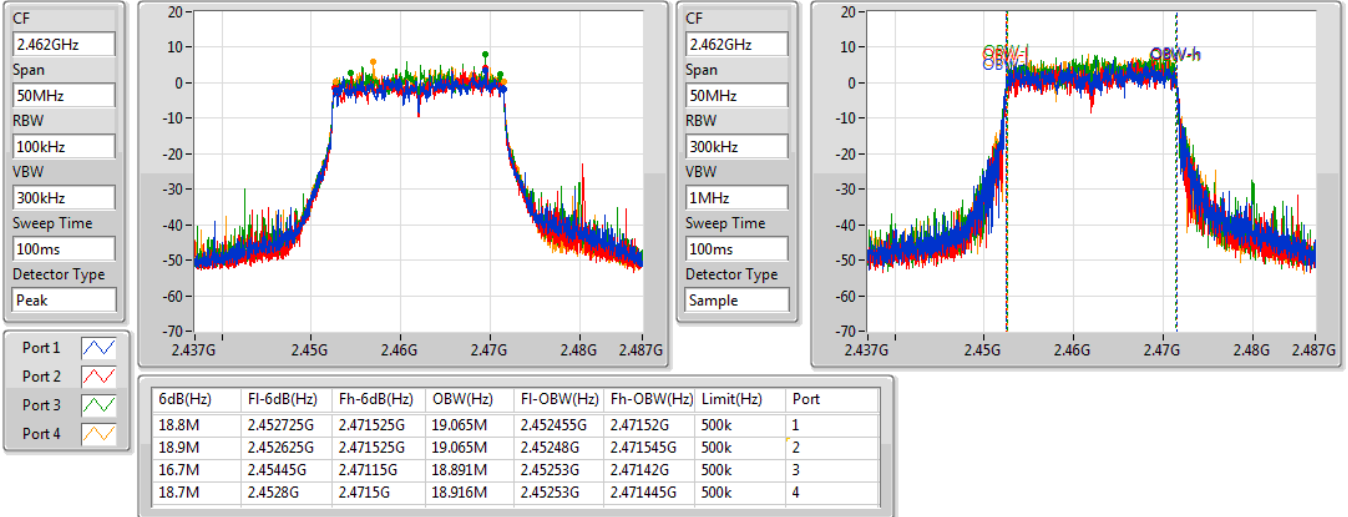 CF
2.462GHz
Span
50MHz
RBW
100kHz
VBW
300kHz
Sweep Time
100ms
Detector Type
Peak
20
10
0
-10
-20
-30
-40
-50
-60
-70
2.437G 2.45G 2.46G 2.47G 2.48G 2.487G
CF
2.462GHz
Span
50MHz
RBW
300kHz
VBW
1MHz
Sweep Time
100ms
Detector Type
Sample
20
10
0
-10
-20
-30
-40
-50
-60
-70
OBW-l OBW-h
2.437G 2.45G 2.46G 2.47G 2.48G 2.487G
Port 1
Port 2
Port 3
Port 4
6dB(Hz) Fl-6dB(Hz) Fh-6dB(Hz) OBW(Hz) Fl-OBW(Hz) Fh-OBW(Hz) Limit(Hz) Port
18.8M 2.452725G 2.471525G 19.065M 2.452455G 2.47152G 500k 1
18.9M 2.452625G 2.471525G 19.065M 2.45248G 2.471545G 500k 2
16.7M 2.45445G 2.47115G 18.891M 2.45253G 2.47142G 500k 3
18.7M 2.4528G 2.4715G 18.916M 2.45253G 2.471445G 500k 4